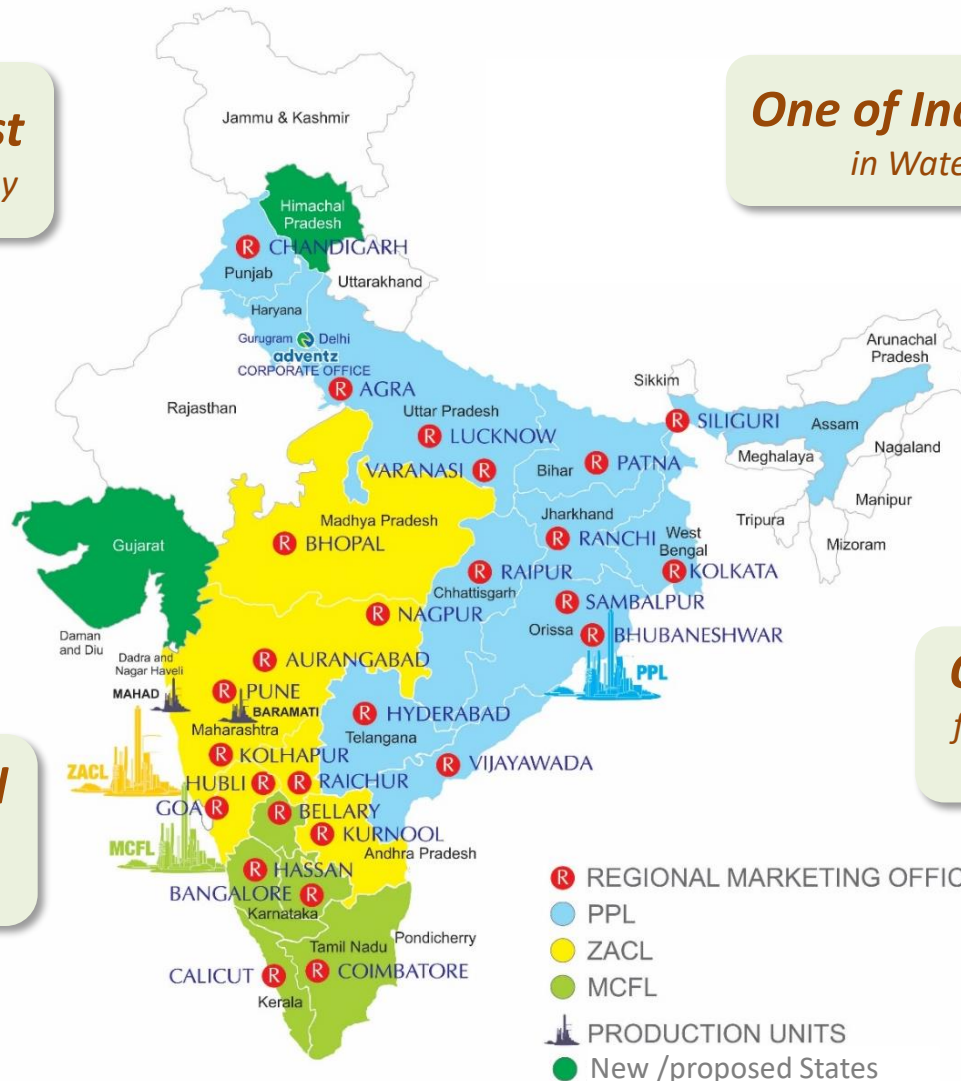 st
y
One of Ind
in Wate
Jammu & Kashmir
Himachal
Pradesh
R CHANDIGARH
Punjab
Uttarakhand
Haryana
Gurugram Delhi
adventz
CORPORATE OFFICE
Arunachal
Pradesh
Sikkim
R AGRA
Rajasthan
Uttar Pradesh
R SILIGURI
Assam
R LUCKNOW
Nagaland
VARANASI R
Bihar
R PATNA
Meghalaya
Manipur
Madhya Pradesh
Jharkhand
Tripura
R BHOPAL
R RANCHI
West
Bengal
Mizoram
Gujarat
R RAIPUR
R KOLKATA
Chhattisgarh
R SAMBALPUR
R NAGPUR
Orissa
R BHUBANESHWAR
Daman
and Diu
Dadra and
Nagar Haveli
R AURANGABAD
PPL
MAHAD
R PUNE
BARAMATI
R HYDERABAD
Maharashtra
Telangana
f
R KOLHAPUR
R VIJAYAWADA
ZACL
HUBLI R
R RAICHUR
GOA R
R BELLARY
R KURNOOL
MCFL
Andhra Pradesh
R HASSAN
BANGALORE R
Karnataka
Pondicherry
Tamil Nadu
CALICUT R
R COIMBATORE
Kerala
R REGIONAL MARKETING OFFIC
PPL
ZACL
MCFL
PRODUCTION UNITS
New /proposed States